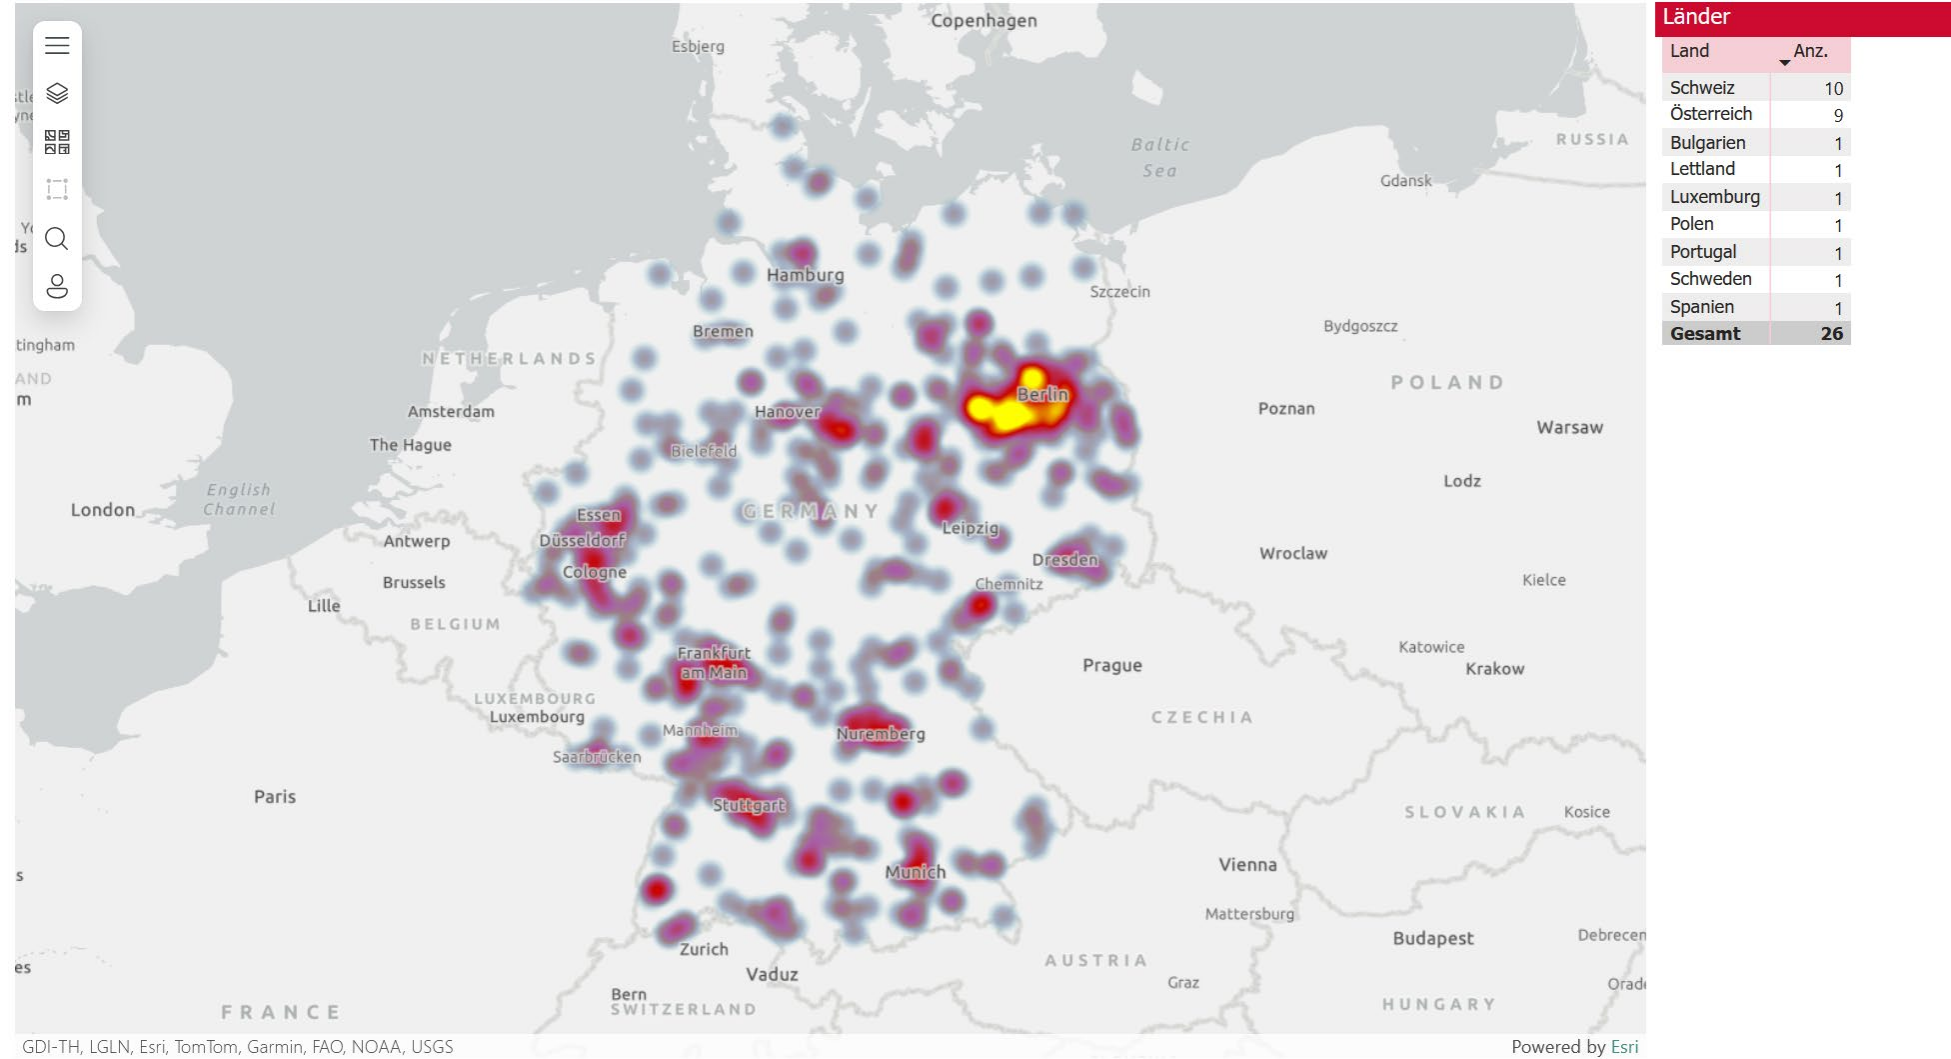 Copenhagen
Esbjerg
Baltic
Sea
RUSSIA
Gdansk
Hamburg
Szczecin
Bremen
Bydgoszcz
tingham
NETHERLANDS
AND
m
POLAND
Berlin
Amsterdam
Hanover
Poznan
Warsaw
The Hague
Bielefeld
Lodz
English
Channel
London
GERMANY
Essen
Leipzig
Antwerp
Düsseldorf
Wroclaw
Dresden
Cologne
Brussels
Chemnitz
Kielce
Lille
BELGIUM
Katowice
Frankfurt
am Main
Prague
Krakow
LUXEMBOURG
Luxembourg
CZECHIA
Mannheim
Nuremberg
Saarbrücken
Paris
Stuttgart
SLOVAKIA
Kosice
Vienna
Munich
s
Mattersburg
Zurich
Budapest
Debrecen
es
Vaduz
AUSTRIA
Graz
Orad
Bern
SWITZERLAND
HUNGARY
FRANCE
GDI-TH, LGLN, Esri, TomTom, Garmin, FAO, NOAA, USGS
Powered by Esri
Länder
Land Anz.
Schweiz 10
Österreich 9
Bulgarien 1
Lettland 1
Luxemburg 1
Polen 1
Portugal 1
Schweden 1
Spanien 1
Gesamt 26